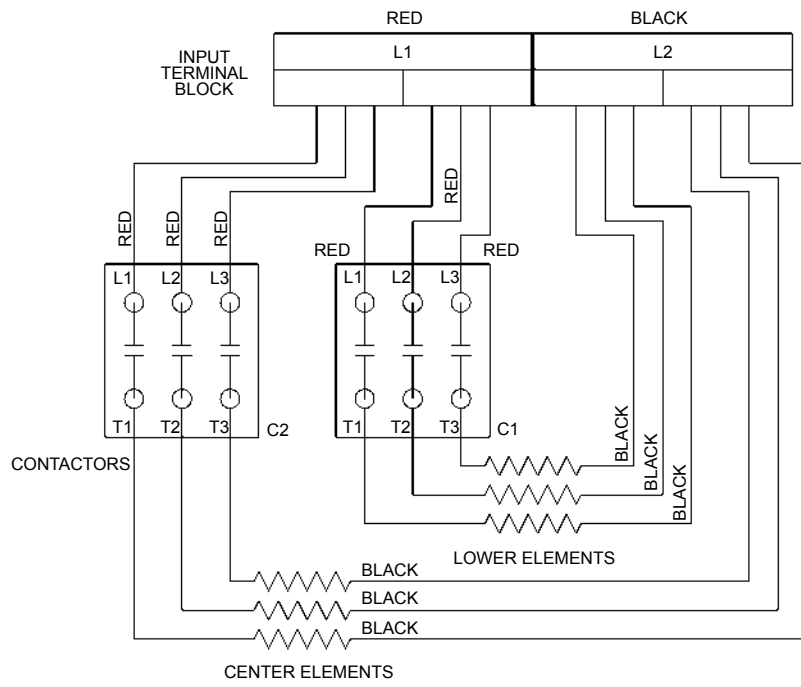 RED
BLACK
INPUT
TERMINAL
BLOCK
L1
L2
RED
RED
RED
RED
RED
RED
L1
L2
L3
L1
L2
L3
T1
T2
T3
C2
T1
T2
T3
C1
CONTACTORS
BLACK
BLACK
BLACK
LOWER ELEMENTS
BLACK
BLACK
BLACK
CENTER ELEMENTS